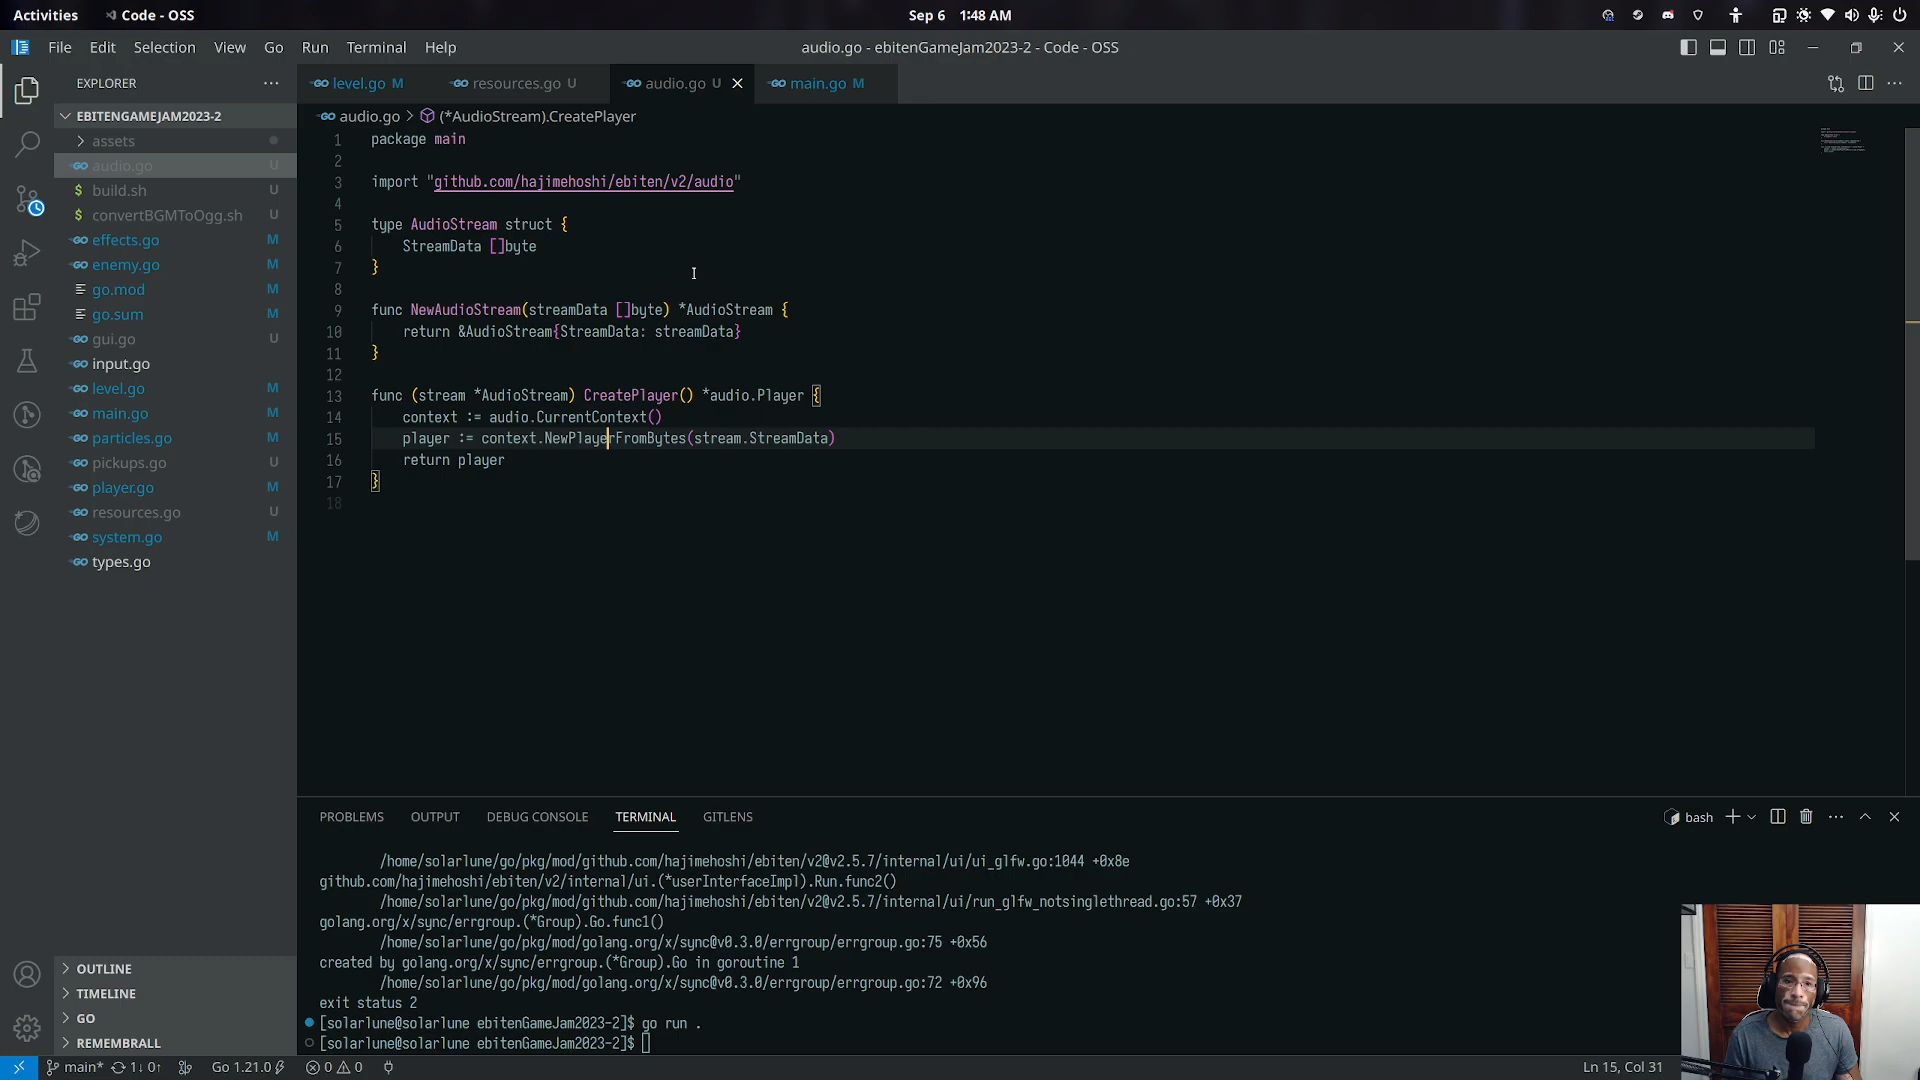 Activities Code - OSS Sep 6 1:48 AM
File Edit Selection View Go Run Terminal Help audio.go - ebitenGameJam2023-2 - Code - OSS
EXPLORER ···
level.go M resources.go U audio.go U main.go M
EBITENGAMEJAM2023-2
audio.go > (*AudioStream).CreatePlayer
assets
audio.go U
build.sh U
convertBGMToOgg.sh U
effects.go M
enemy.go M
go.mod M
go.sum M
gui.go U
input.go
level.go M
main.go M
particles.go M
pickups.go U
player.go M
resources.go U
system.go M
types.go
OUTLINE
TIMELINE
GO
REMEMBRALL
1 package main
2
3 import "github.com/hajimehoshi/ebiten/v2/audio"
4
5 type AudioStream struct {
6 StreamData []byte
7 }
8
9 func NewAudioStream(streamData []byte) *AudioStream {
10 return &AudioStream{StreamData: streamData}
11 }
12
13 func (stream *AudioStream) CreatePlayer() *audio.Player {
14 context := audio.CurrentContext()
15 player := context.NewPlayerFromBytes(stream.StreamData)
16 return player
17 }
18
PROBLEMS OUTPUT DEBUG CONSOLE TERMINAL GITLENS bash
/home/solarlune/go/pkg/mod/github.com/hajimehoshi/ebiten/v2@v2.5.7/internal/ui/ui_glfw.go:1044 +0x8e
github.com/hajimehoshi/ebiten/v2/internal/ui.(*userInterfaceImpl).Run.func2()
/home/solarlune/go/pkg/mod/github.com/hajimehoshi/ebiten/v2@v2.5.7/internal/ui/run_glfw_notsinglethread.go:57 +0x37
golang.org/x/sync/errgroup.(*Group).Go.func1()
/home/solarlune/go/pkg/mod/golang.org/x/sync@v0.3.0/errgroup/errgroup.go:75 +0x56
created by golang.org/x/sync/errgroup.(*Group).Go in goroutine 1
/home/solarlune/go/pkg/mod/golang.org/x/sync@v0.3.0/errgroup/errgroup.go:72 +0x96
exit status 2
[solarlune@solarlune ebitenGameJam2023-2]$ go run .
[solarlune@solarlune ebitenGameJam2023-2]$
main* 1↓ 0↑ Go 1.21.0 0 0 Ln 15, Col 31